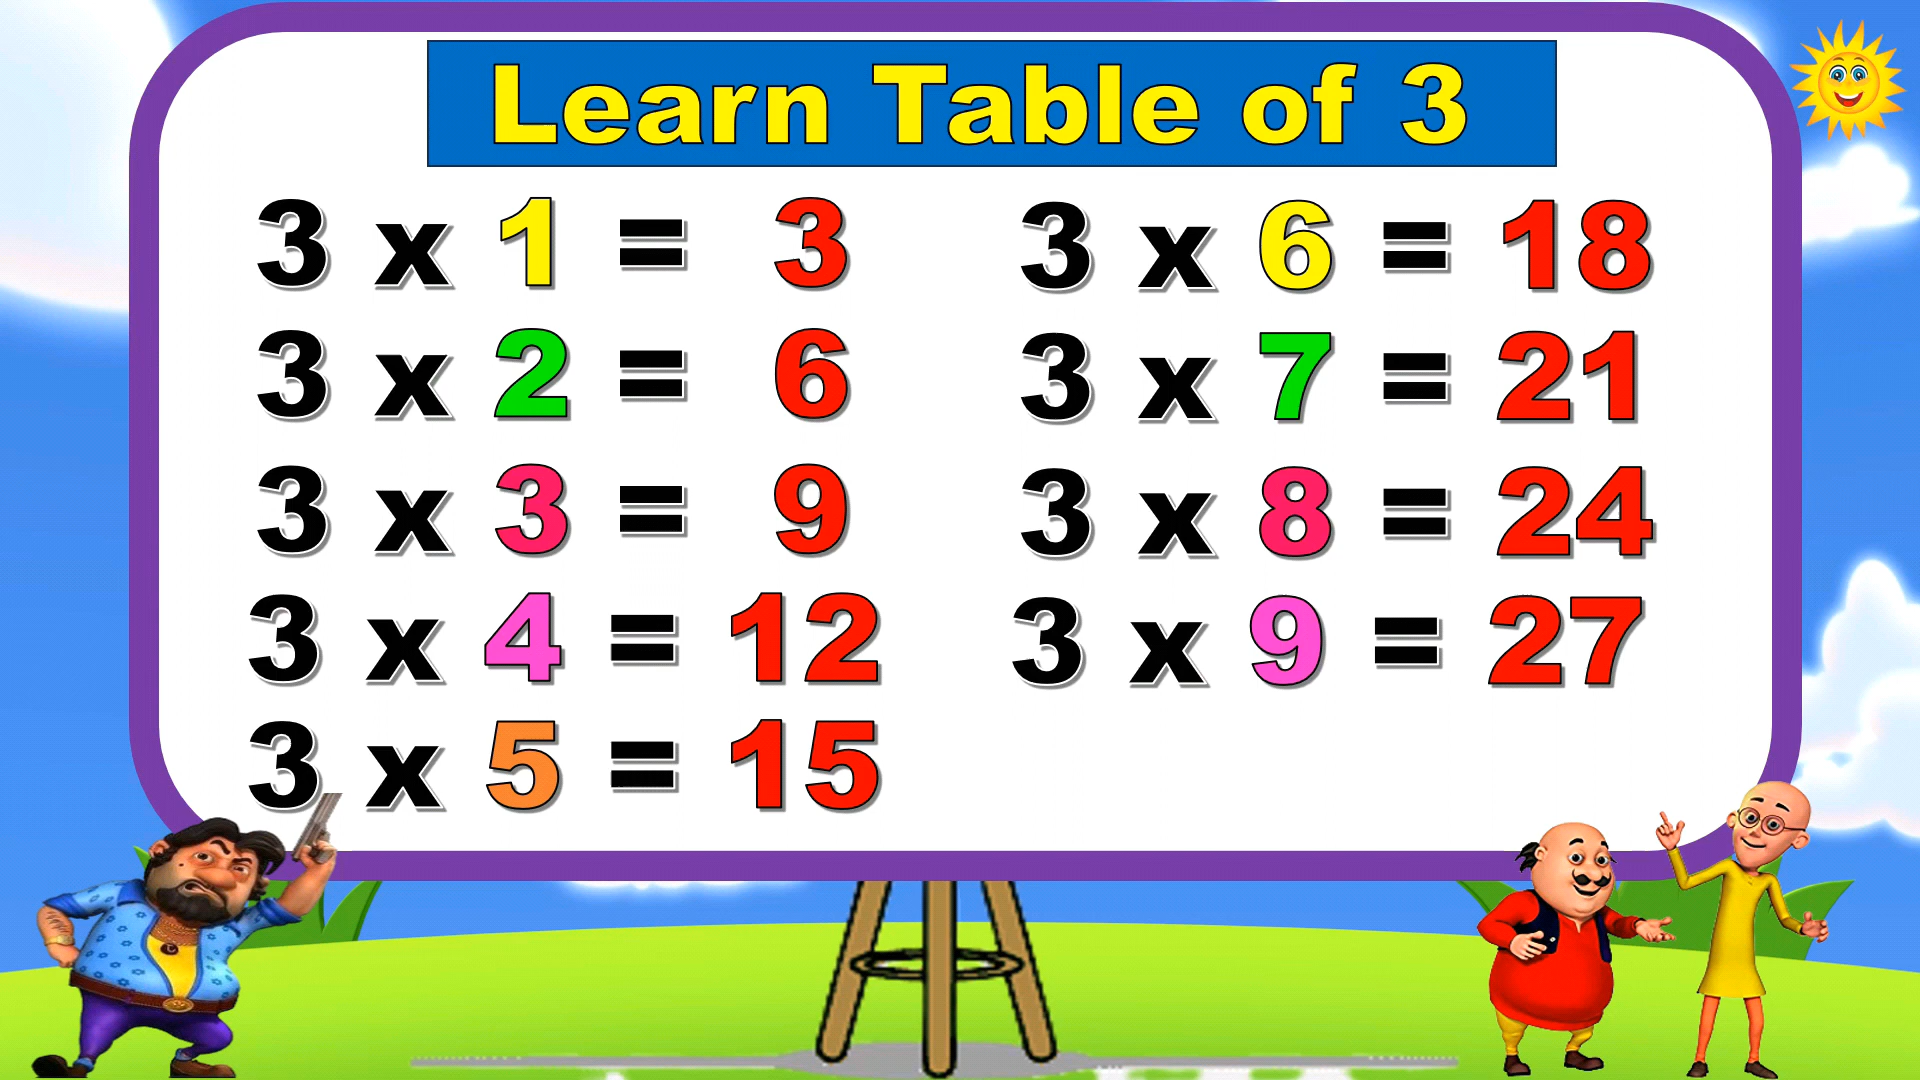 Learn Table of 3
3 x 1 = 3
3 x 2 = 6
3 x 3 = 9
3 x 4 = 12
3 x 5 = 15
3 x 6 = 18
3 x 7 = 21
3 x 8 = 24
3 x 9 = 27